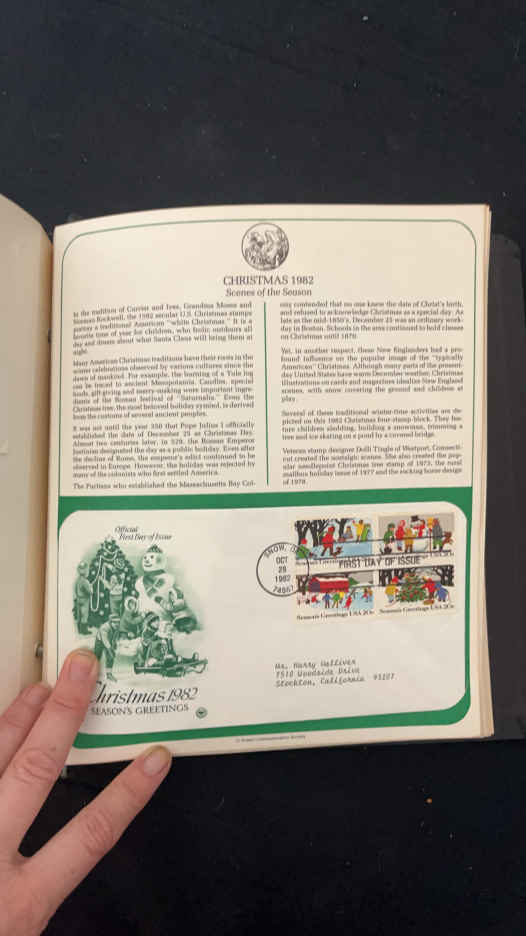 CHRISTMAS 1982
Scenes of the Season
In the tradition of Currier and Ives, Grandma Moses and
Norman Rockwell, the 1982 secular U.S. Christmas stamps
portray a traditional American "white Christmas." It is a
favorite time of year for children, who frolic outdoors all
day and dream about what Santa Claus will bring them at
night.
Many American Christmas traditions have their roots in the
winter celebrations observed by various cultures since the
dawn of mankind. For example, the burning of a Yule log
can be traced to ancient Mesopotamia. Candles, special
foods, gift-giving and merry-making were important ingre-
dients of the Roman festival of "Saturnalia." Even the
Christmas tree, the most beloved holiday symbol, is derived
from the customs of several ancient peoples.
It was not until the year 350 that Pope Julius I officially
established the date of December 25 as Christmas Day.
Almost two centuries later, in 529, the Roman Emperor
Justinian designated the day as a public holiday. Even after
the decline of Rome, the emperor's edict continued to be
observed in Europe. However, the holiday was rejected by
many of the colonists who first settled America.
The Puritans who established the Massachusetts Bay Col-
ony contended that no one knew the date of Christ's birth,
and refused to acknowledge Christmas as a special day. As
late as the mid-1850's, December 25 was an ordinary work-
day in Boston. Schools in the area continued to hold classes
on Christmas until 1870.
Yet, in another respect, these New Englanders had a pro-
found influence on the popular image of the "typically
American" Christmas. Although many parts of the present-
day United States have warm December weather, Christmas
illustrations on cards and magazines idealize New England
scenes, with snow covering the ground and children at
play.
Several of these traditional winter-time activities are de-
picted on this 1982 Christmas four-stamp block. They fea-
ture children sledding, building a snowman, trimming a
tree and ice skating on a pond by a covered bridge.
Veteran stamp designer Dolli Tingle of Westport, Connecti-
cut created the nostalgic scenes. She also created the pop-
ular needlepoint Christmas tree stamp of 1973, the rural
mailbox holiday issue of 1977 and the rocking horse design
of 1978.
Official
First Day of Issue
SNOW, OK
OCT
28
1982
74567
FIRST DAY OF ISSUE
Season's Greetings USA 20c
USA 20c
Season's Greetings USA 20c
Season's Greetings USA 20c
Mr. Harry Galliver
7510 Woodside Drive
Stockton, California 95207
Christmas 1982
SEASON'S GREETINGS